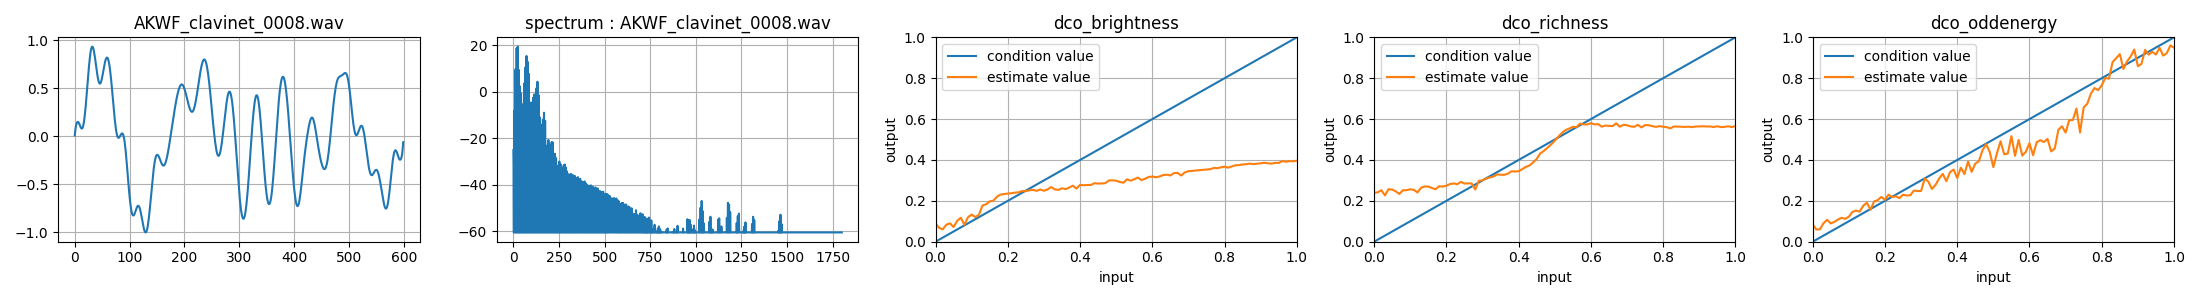 AKWF_clavinet_0008.wav
1.0
0.5
0.0
−0.5
−1.0
0 100 200 300 400 500 600
spectrum : AKWF_clavinet_0008.wav
20
0
−20
−40
−60
0 250 500 750 1000 1250 1500 1750
dco_brightness
condition value
estimate value
output
1.0
0.8
0.6
0.4
0.2
0.0
0.0 0.2 0.4 0.6 0.8 1.0
input
dco_richness
condition value
estimate value
output
1.0
0.8
0.6
0.4
0.2
0.0
0.0 0.2 0.4 0.6 0.8 1.0
input
dco_oddenergy
condition value
estimate value
output
1.0
0.8
0.6
0.4
0.2
0.0
0.0 0.2 0.4 0.6 0.8 1.0
input